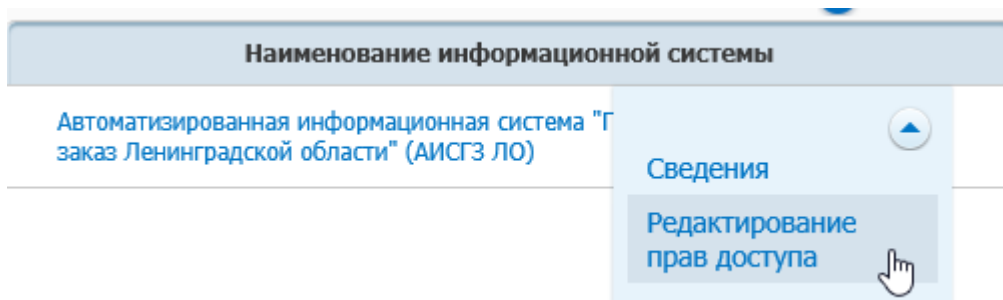 Наименование информационной системы
Автоматизированная информационная система "Г
заказ Ленинградской области" (АИСГЗ ЛО)
Сведения
Редактирование
прав доступа